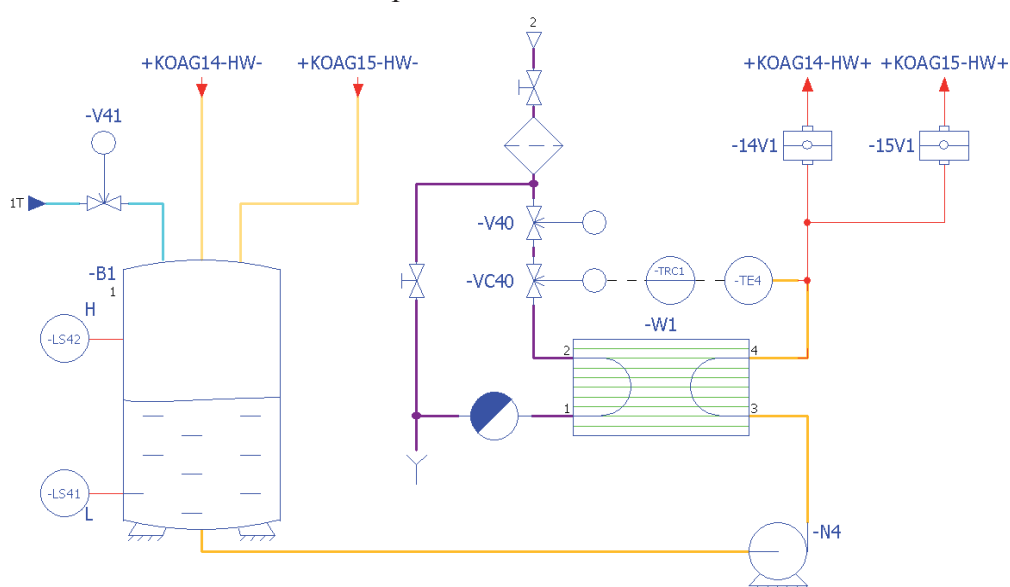 2
+KOAG14-HW-
+KOAG15-HW-
+KOAG14-HW+
+KOAG15-HW+
-V41
-14V1
-15V1
1T
-V40
-B1
1
-VC40
-TRC1
-TE4
H
-W1
-LS42
2
4
1
3
-LS41
L
-N4